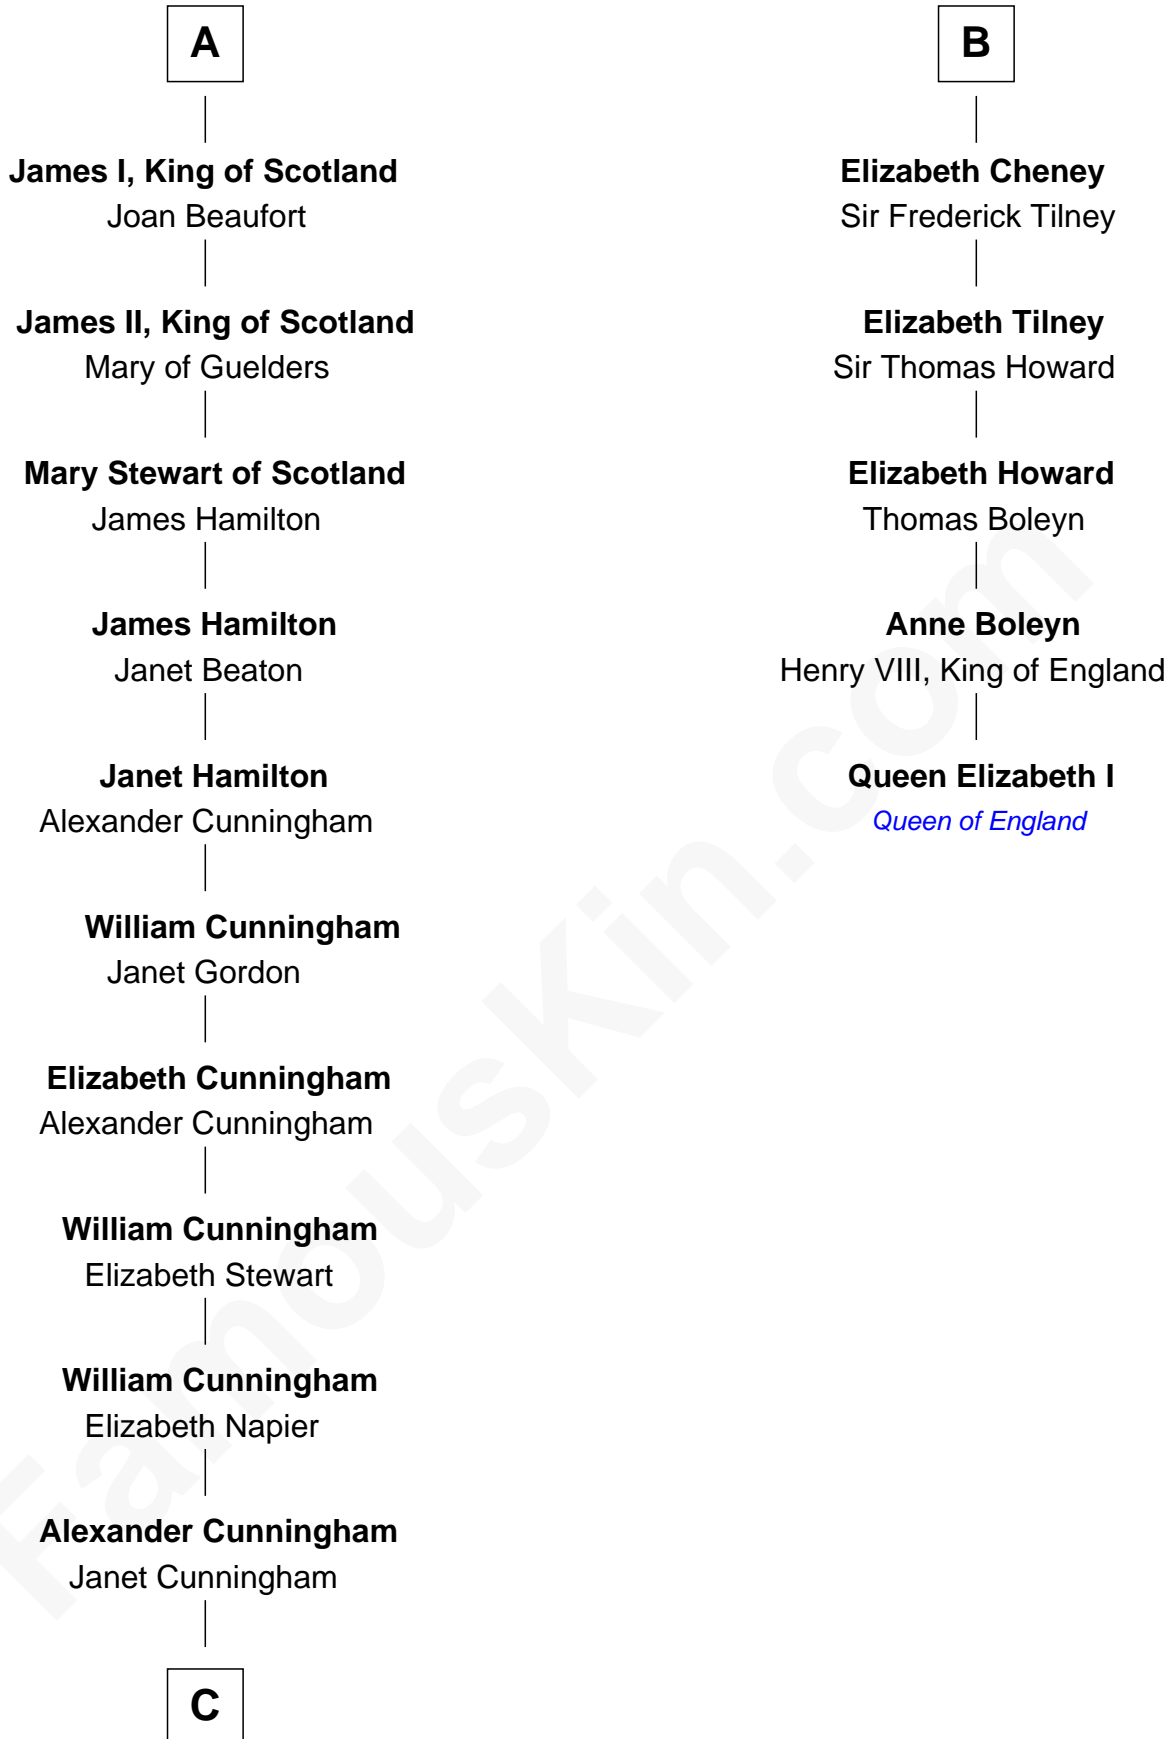 A
James I, King of Scotland
Joan Beaufort
James II, King of Scotland
Mary of Guelders
Mary Stewart of Scotland
James Hamilton
James Hamilton
Janet Beaton
Janet Hamilton
Alexander Cunningham
William Cunningham
Janet Gordon
Elizabeth Cunningham
Alexander Cunningham
William Cunningham
Elizabeth Stewart
William Cunningham
Elizabeth Napier
Alexander Cunningham
Janet Cunningham
C
B
Elizabeth Cheney
Sir Frederick Tilney
Elizabeth Tilney
Sir Thomas Howard
Elizabeth Howard
Thomas Boleyn
Anne Boleyn
Henry VIII, King of England
Queen Elizabeth I
Queen of England
FamousKin.com